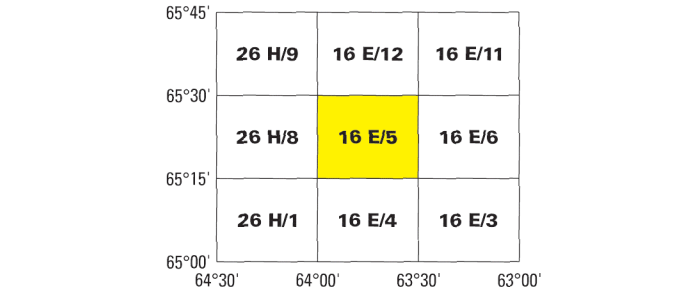 65°45'
26 H/9 16 E/12 16 E/11
65°30'
26 H/8 16 E/5 16 E/6
65°15'
26 H/1 16 E/4 16 E/3
65°00'
64°30' 64°00' 63°30' 63°00'